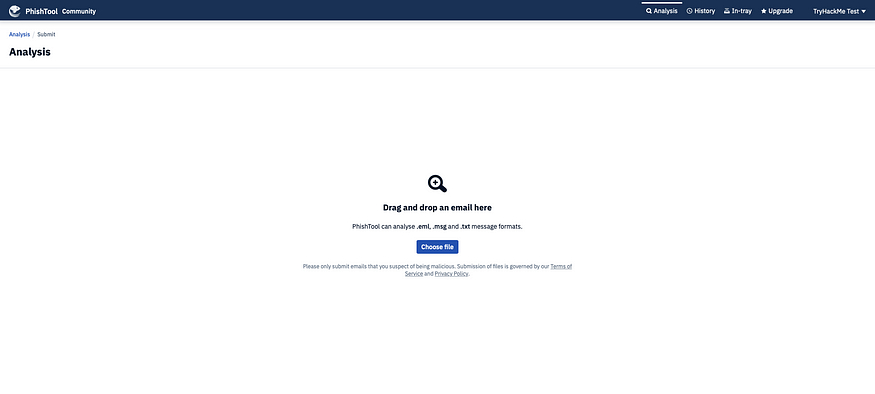 PhishTool Community
Analysis History In-tray Upgrade TryHackMe Test
Analysis / Submit
Analysis
Drag and drop an email here
PhishTool can analyse .eml, .msg and .txt message formats.
Choose file
Please only submit emails that you suspect of being malicious. Submission of files is governed by our Terms of
Service and Privacy Policy.